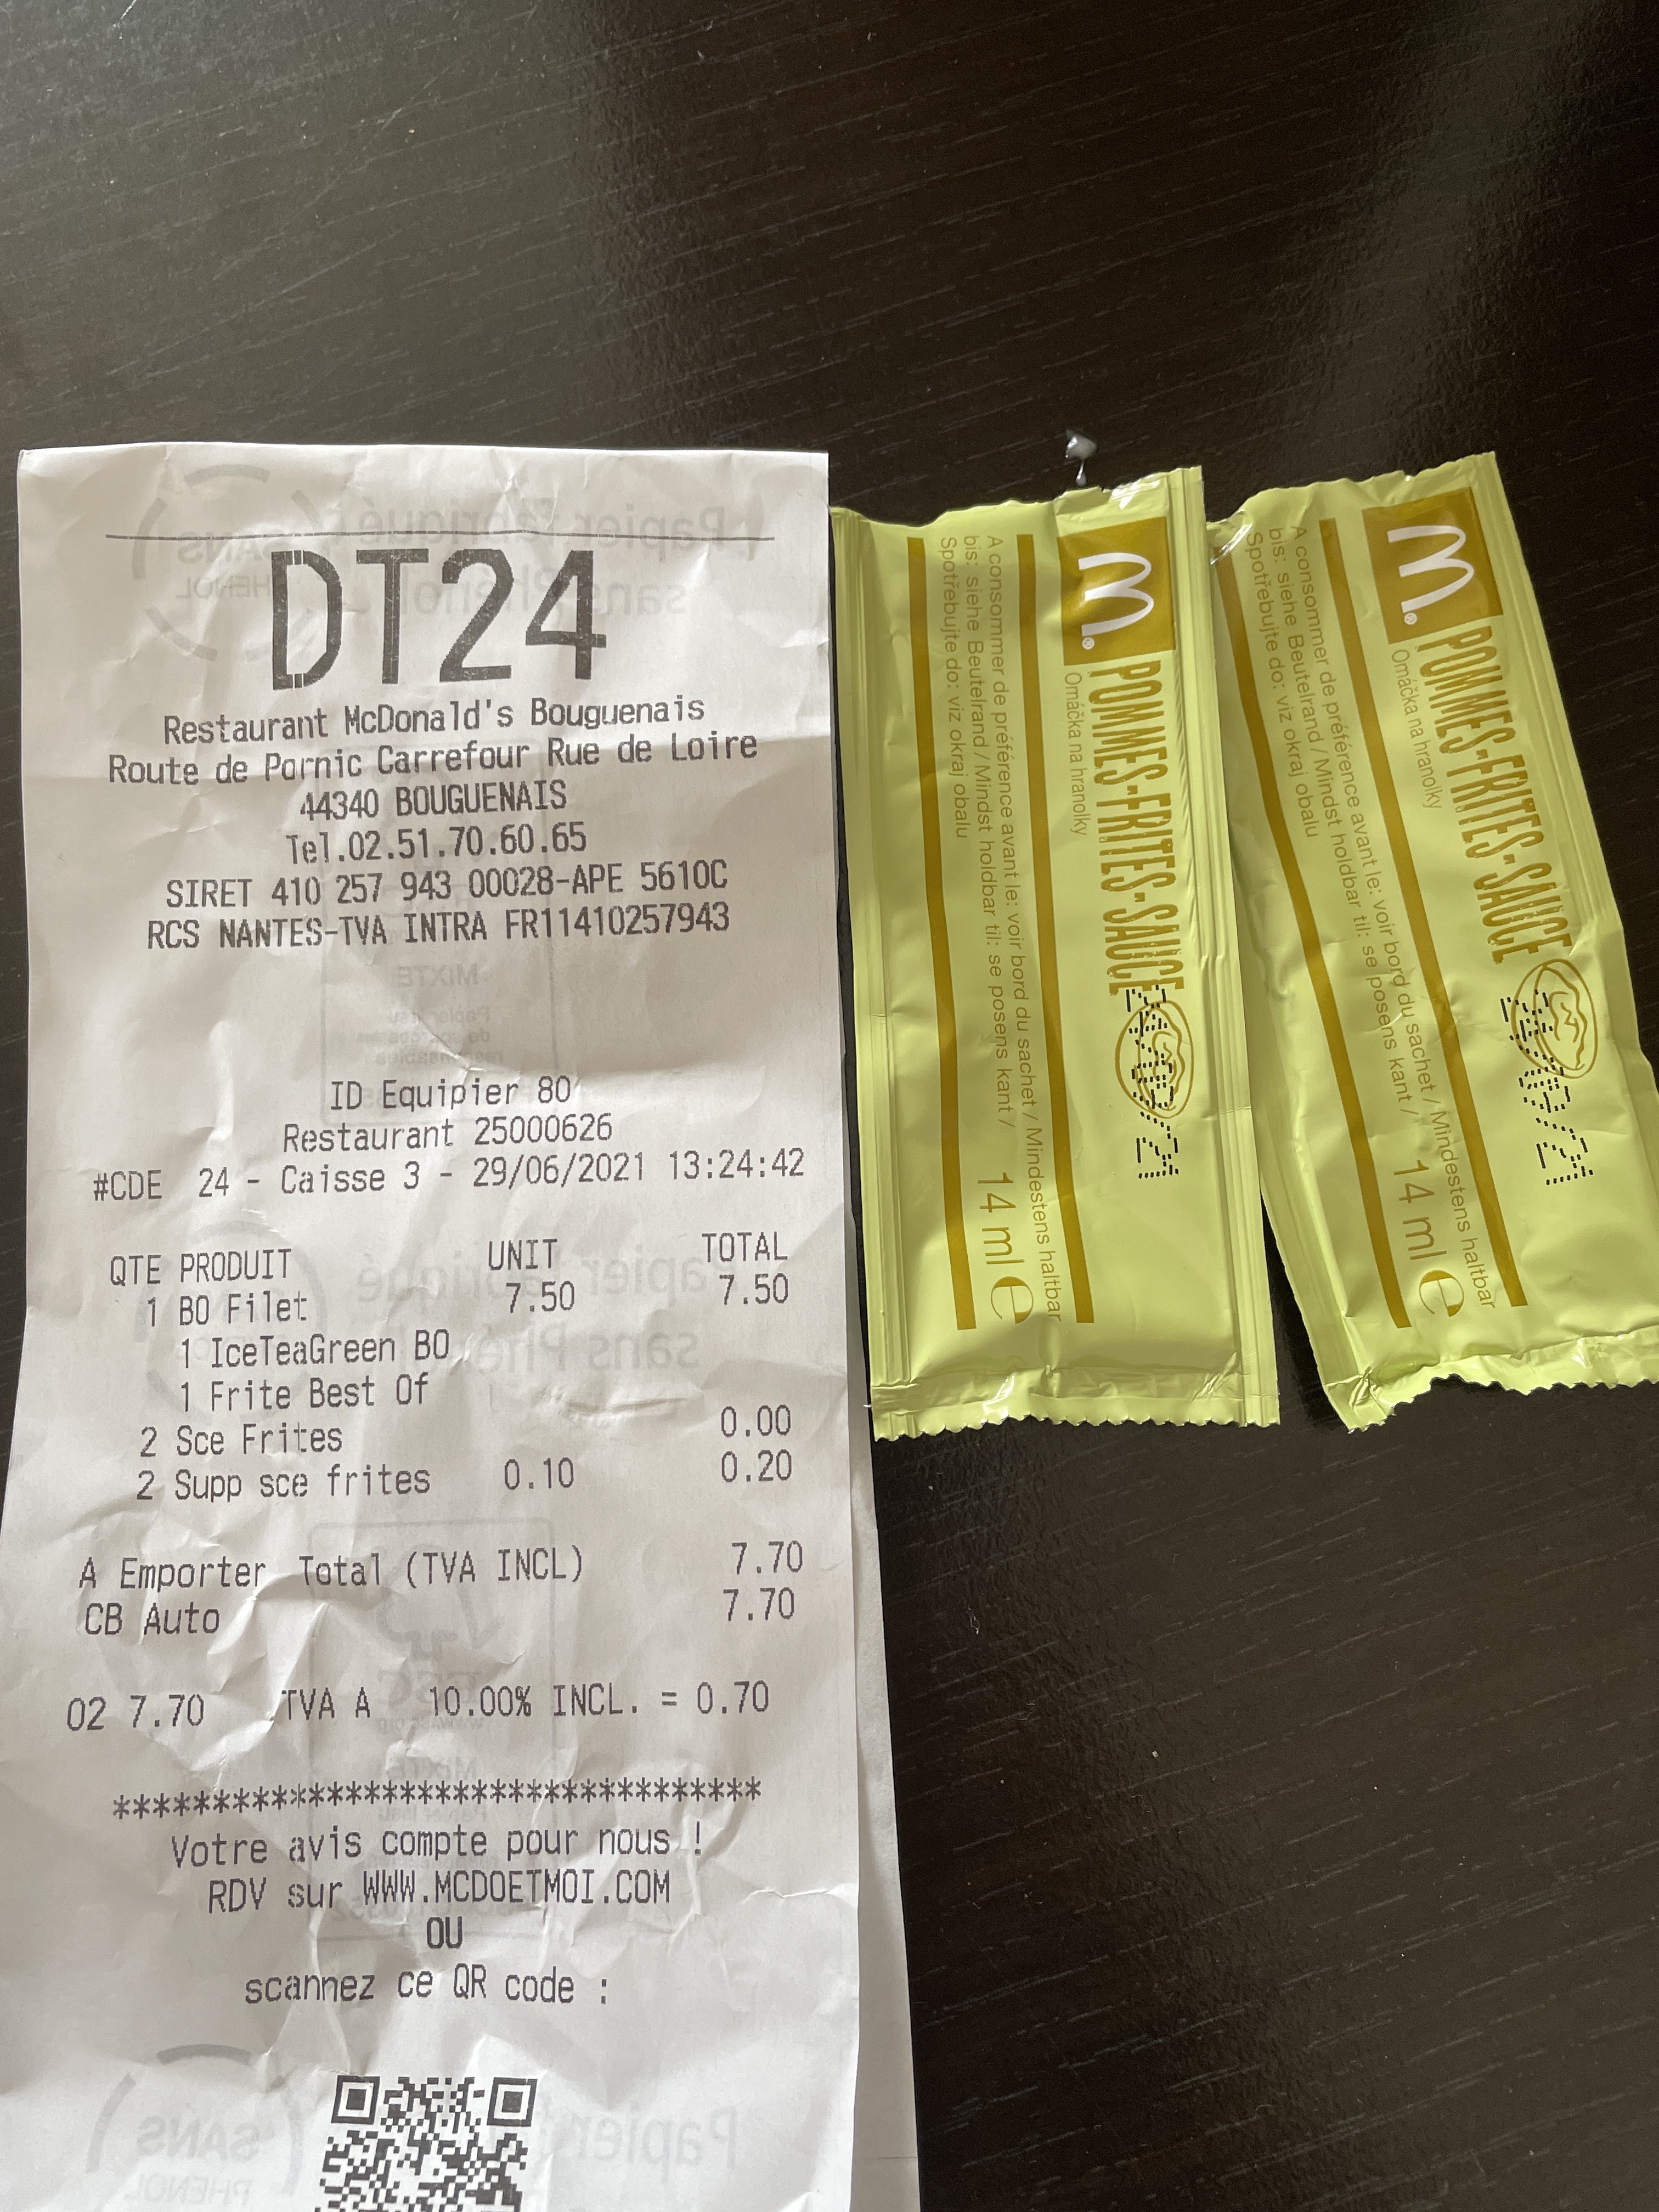 DT24
Restaurant McDonald's Bouguenais
Route de Pornic Carrefour Rue de Loire
44340 BOUGUENAIS
Tel.02.51.70.60.65
SIRET 410 257 943 00028-APE 5610C
RCS NANTES-TVA INTRA FR11410257943
ID Equipier 80
Restaurant 25000626
#CDE 24 - Caisse 3 - 29/06/2021 13:24:42
QTE PRODUIT UNIT TOTAL
1 BO Filet 7.50 7.50
1 IceTeaGreen BO
1 Frite Best Of
2 Sce Frites 0.00
2 Supp sce frites 0.10 0.20
A Emporter Total (TVA INCL) 7.70
CB Auto 7.70
02 7.70 TVA A 10.00% INCL. = 0.70
*********************************
Votre avis compte pour nous !
RDV sur WWW.MCDOETMOI.COM
OU
scannez ce QR code :
POMMES-FRITES-SAUCE
Omáčka na hranolky
A consommer de préférence avant le: voir bord du sachet / Mindestens haltbar
bis: siehe Beutelrand / Mindst holdbar til: se posens kant /
Spotřebujte do: viz okraj obalu
14 ml e
POMMES-FRITES-SAUCE
Omáčka na hranolky
A consommer de préférence avant le: voir bord du sachet / Mindestens haltbar
bis: siehe Beutelrand / Mindst holdbar til: se posens kant /
Spotřebujte do: viz okraj obalu
14 ml e